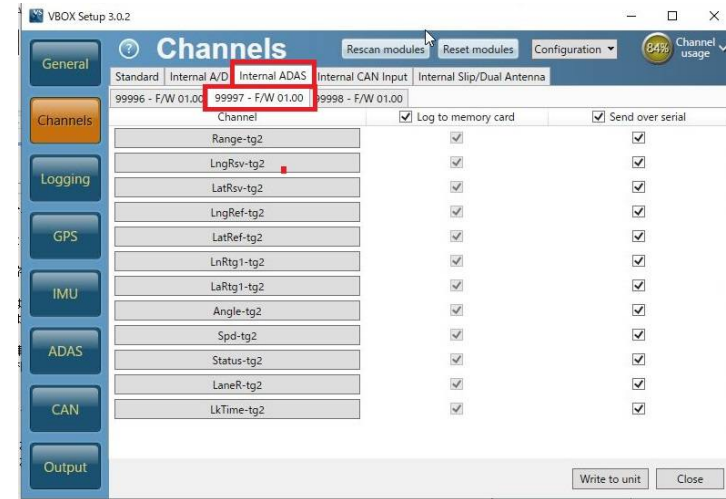 VBOX Setup 3.0.2
General
Channels
Logging
GPS
IMU
ADAS
CAN
Output
Channels
Rescan modules Reset modules Configuration 84% Channel usage
Standard Internal A/D Internal ADAS Internal CAN Input Internal Slip/Dual Antenna
99996 - F/W 01.00 99997 - F/W 01.00 99998 - F/W 01.00
Channel Log to memory card Send over serial
Range-tg2
LngRsv-tg2
LatRsv-tg2
LngRef-tg2
LatRef-tg2
LnRtg1-tg2
LaRtg1-tg2
Angle-tg2
Spd-tg2
Status-tg2
LaneR-tg2
LkTime-tg2
Write to unit Close